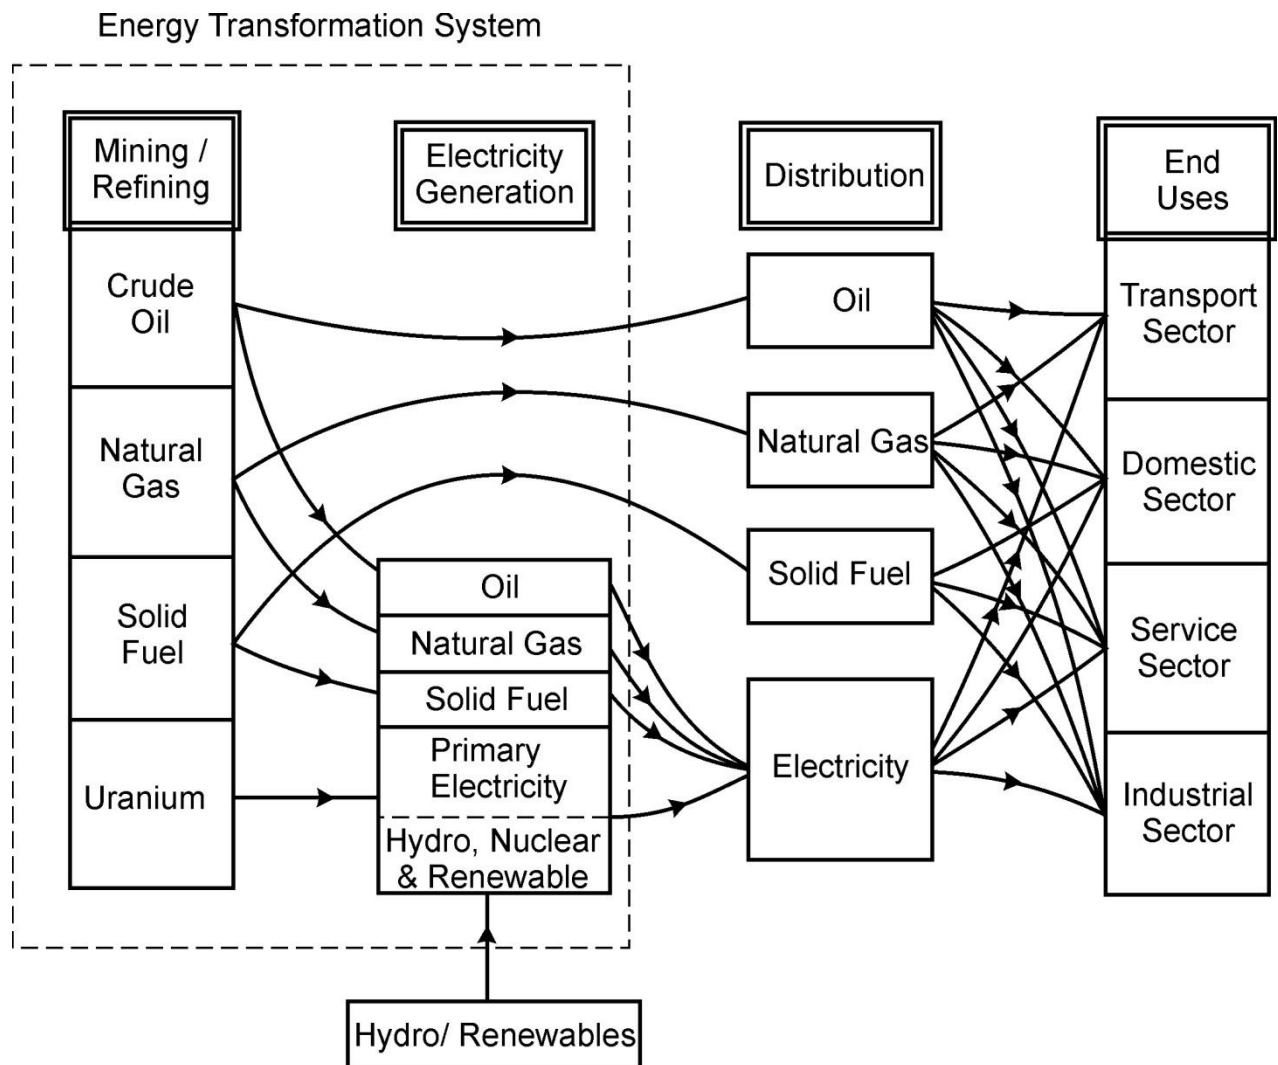 Energy Transformation System
Mining /
Refining
Crude
Oil
Natural
Gas
Solid
Fuel
Uranium
Electricity
Generation
Oil
Natural Gas
Solid Fuel
Primary
Electricity
Hydro, Nuclear
& Renewable
Hydro/ Renewables
Distribution
Oil
Natural Gas
Solid Fuel
Electricity
End
Uses
Transport
Sector
Domestic
Sector
Service
Sector
Industrial
Sector